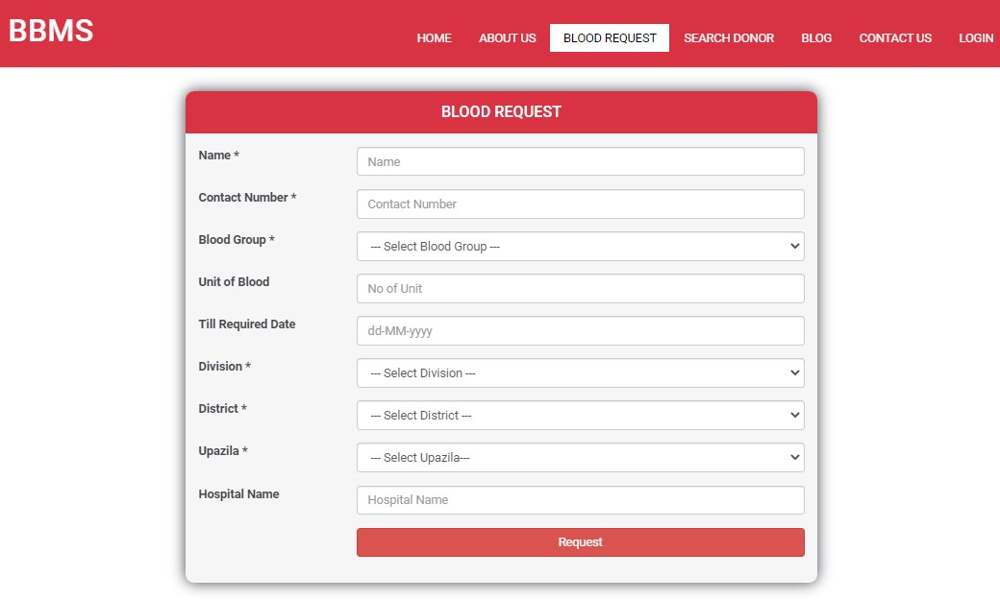 BBMS
HOME ABOUT US BLOOD REQUEST SEARCH DONOR BLOG CONTACT US LOGIN
BLOOD REQUEST
Name * Name
Contact Number * Contact Number
Blood Group * --- Select Blood Group ---
Unit of Blood No of Unit
Till Required Date dd-MM-yyyy
Division * --- Select Division ---
District * --- Select District ---
Upazila * --- Select Upazila---
Hospital Name Hospital Name
Request